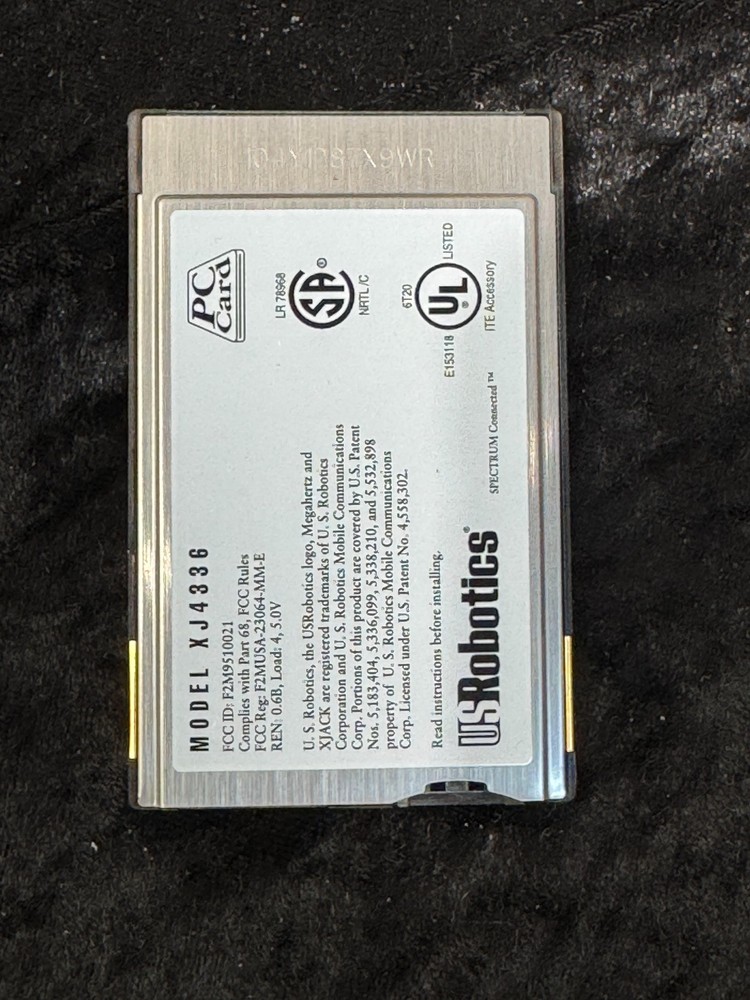 MODEL XJ4336
FCC ID: F2M9510021
Complies with Part 68, FCC Rules
FCC Reg: F2MUSA-23064-MM-E
REN: 0.6B, Load: 4, 5.0V
U. S. Robotics, the USRobotics logo, Megahertz and
XJACK are registered trademarks of U. S. Robotics
Corporation and U. S. Robotics Mobile Communications
Corp. Portions of this product are covered by U.S. Patent
Nos. 5,183,404, 5,336,099, 5,338,210, and 5,532,898
property of U. S. Robotics Mobile Communications
Corp. Licensed under U.S. Patent No. 4,558,302.
Read instructions before installing.
USRobotics®
SPECTRUM Connected™
PC
Card
LR 78968
SA®
NRTL/C
6T20
E153118 UL® LISTED
ITE Accessory